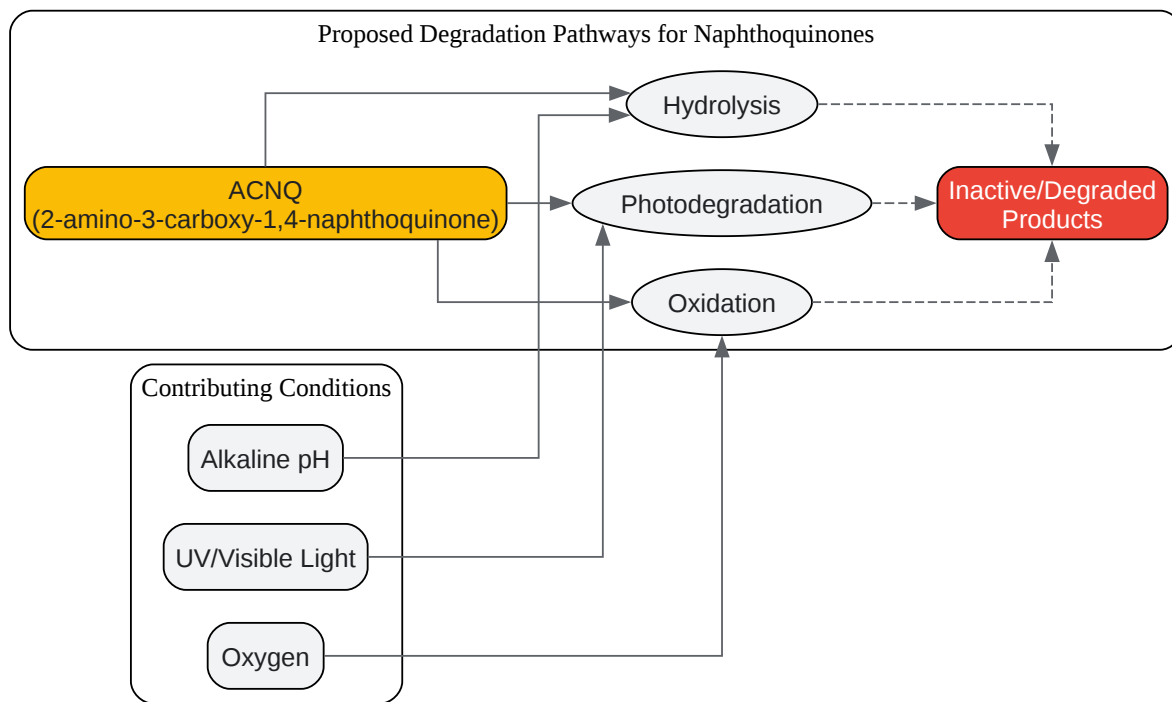 Proposed Degradation Pathways for Naphthoquinones
Hydrolysis
ACNQ
(2-amino-3-carboxy-1,4-naphthoquinone)
Photodegradation
Inactive/Degraded
Products
Oxidation
Contributing Conditions
Alkaline pH
UV/Visible Light
Oxygen